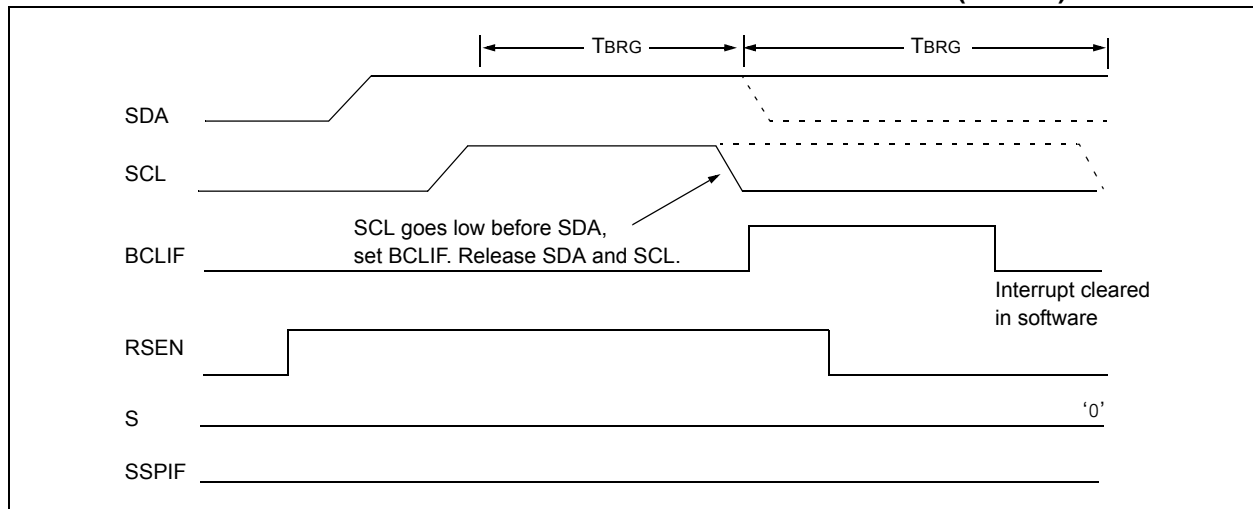 TBRG
TBRG
SDA
SCL
SCL goes low before SDA,
set BCLIF. Release SDA and SCL.
BCLIF
Interrupt cleared
in software
RSEN
S
‘0’
SSPIF